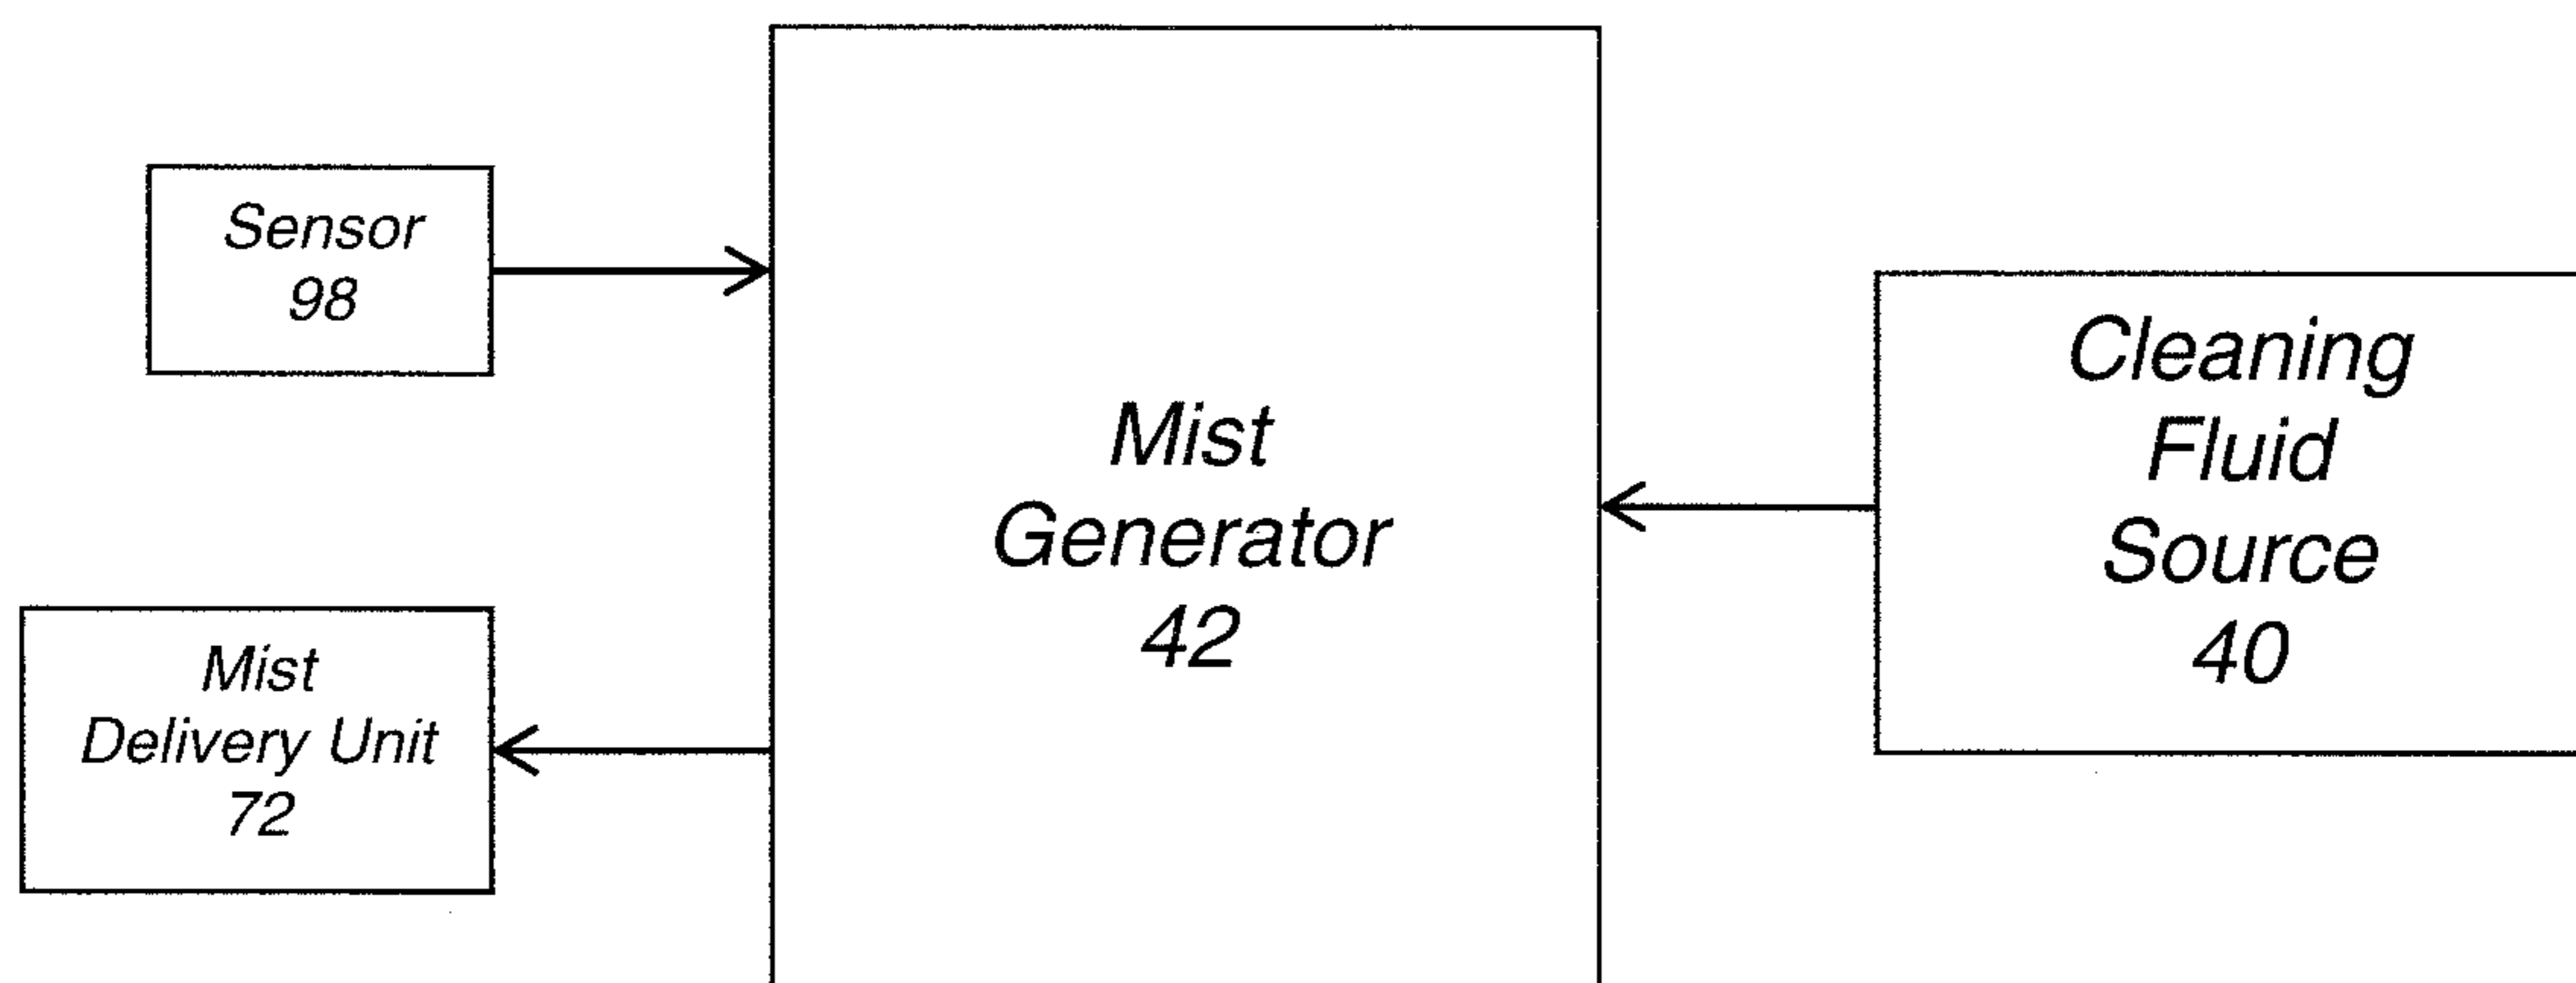 Sensor
98
Mist
Delivery Unit
72
Mist
Generator
42
Cleaning
Fluid
Source
40